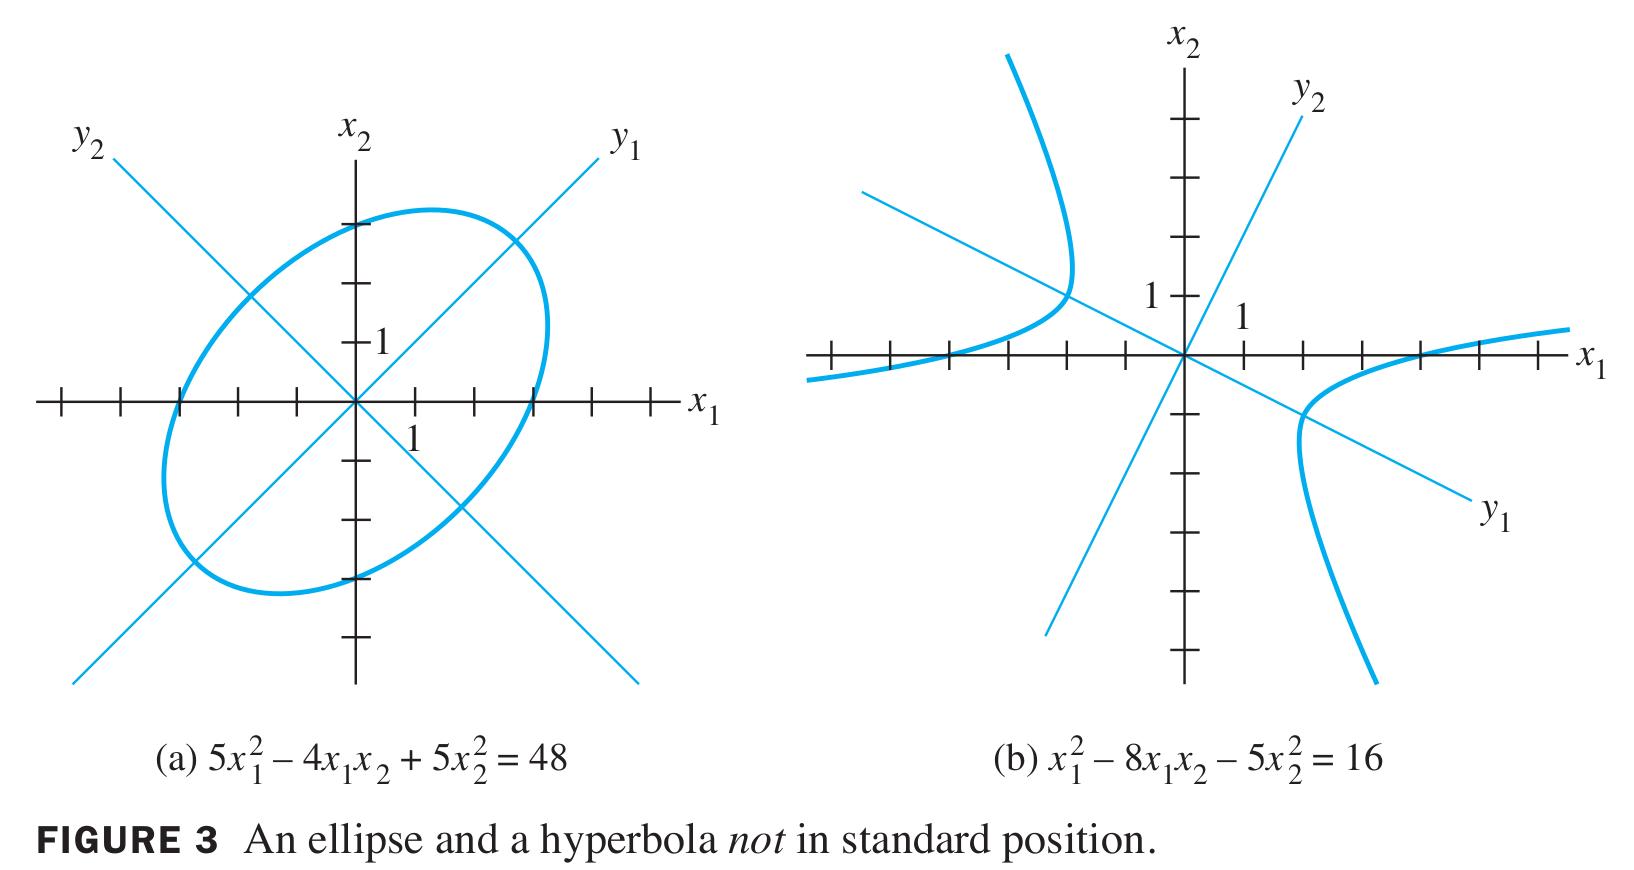 x₂
y₂
x₂
y₂
y₁
1
1
1
x₁
x₁
1
y₁
(a) 5x₁² – 4x₁x₂ + 5x₂² = 48
(b) x₁² – 8x₁x₂ – 5x₂² = 16
FIGURE 3 An ellipse and a hyperbola not in standard position.